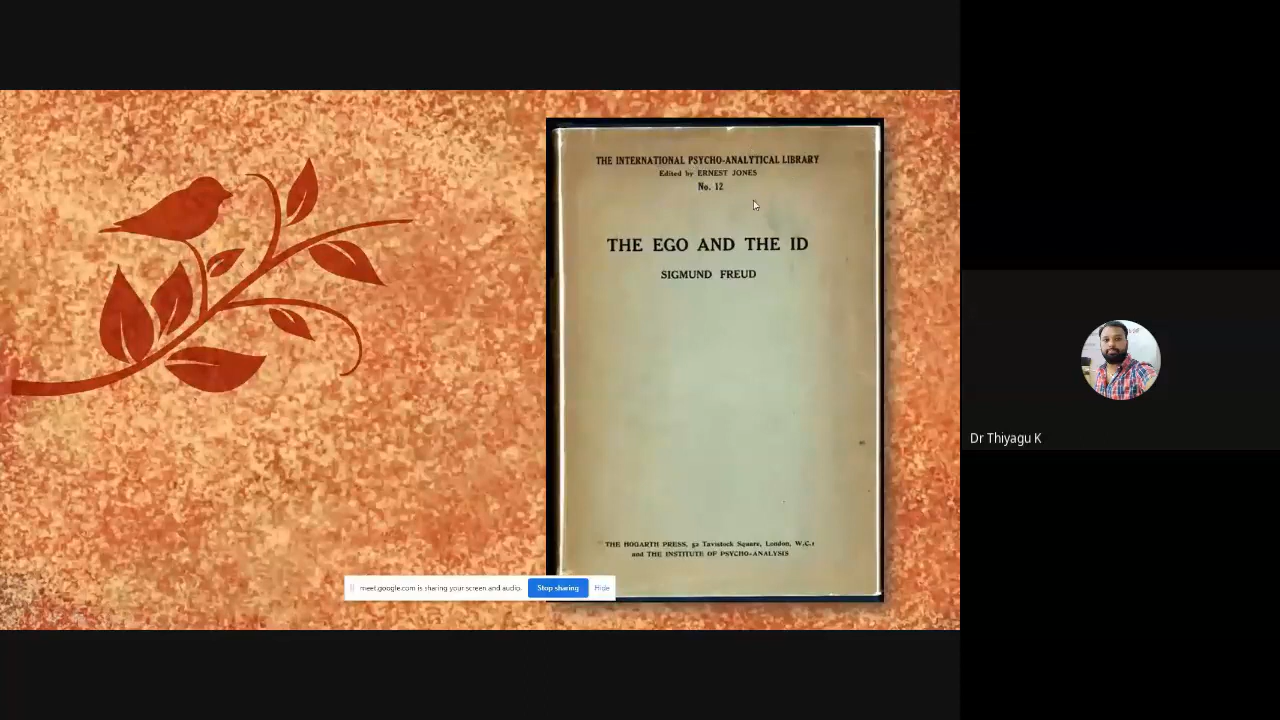 THE INTERNATIONAL PSYCHO-ANALYTICAL LIBRARY
Edited by ERNEST JONES
No. 12
THE EGO AND THE ID
SIGMUND FREUD
THE HOGARTH PRESS, 52 Tavistock Square, London, W.C.1
and THE INSTITUTE OF PSYCHO-ANALYSIS
meet.google.com is sharing your screen and audio. Stop sharing Hide
Dr Thiyagu K